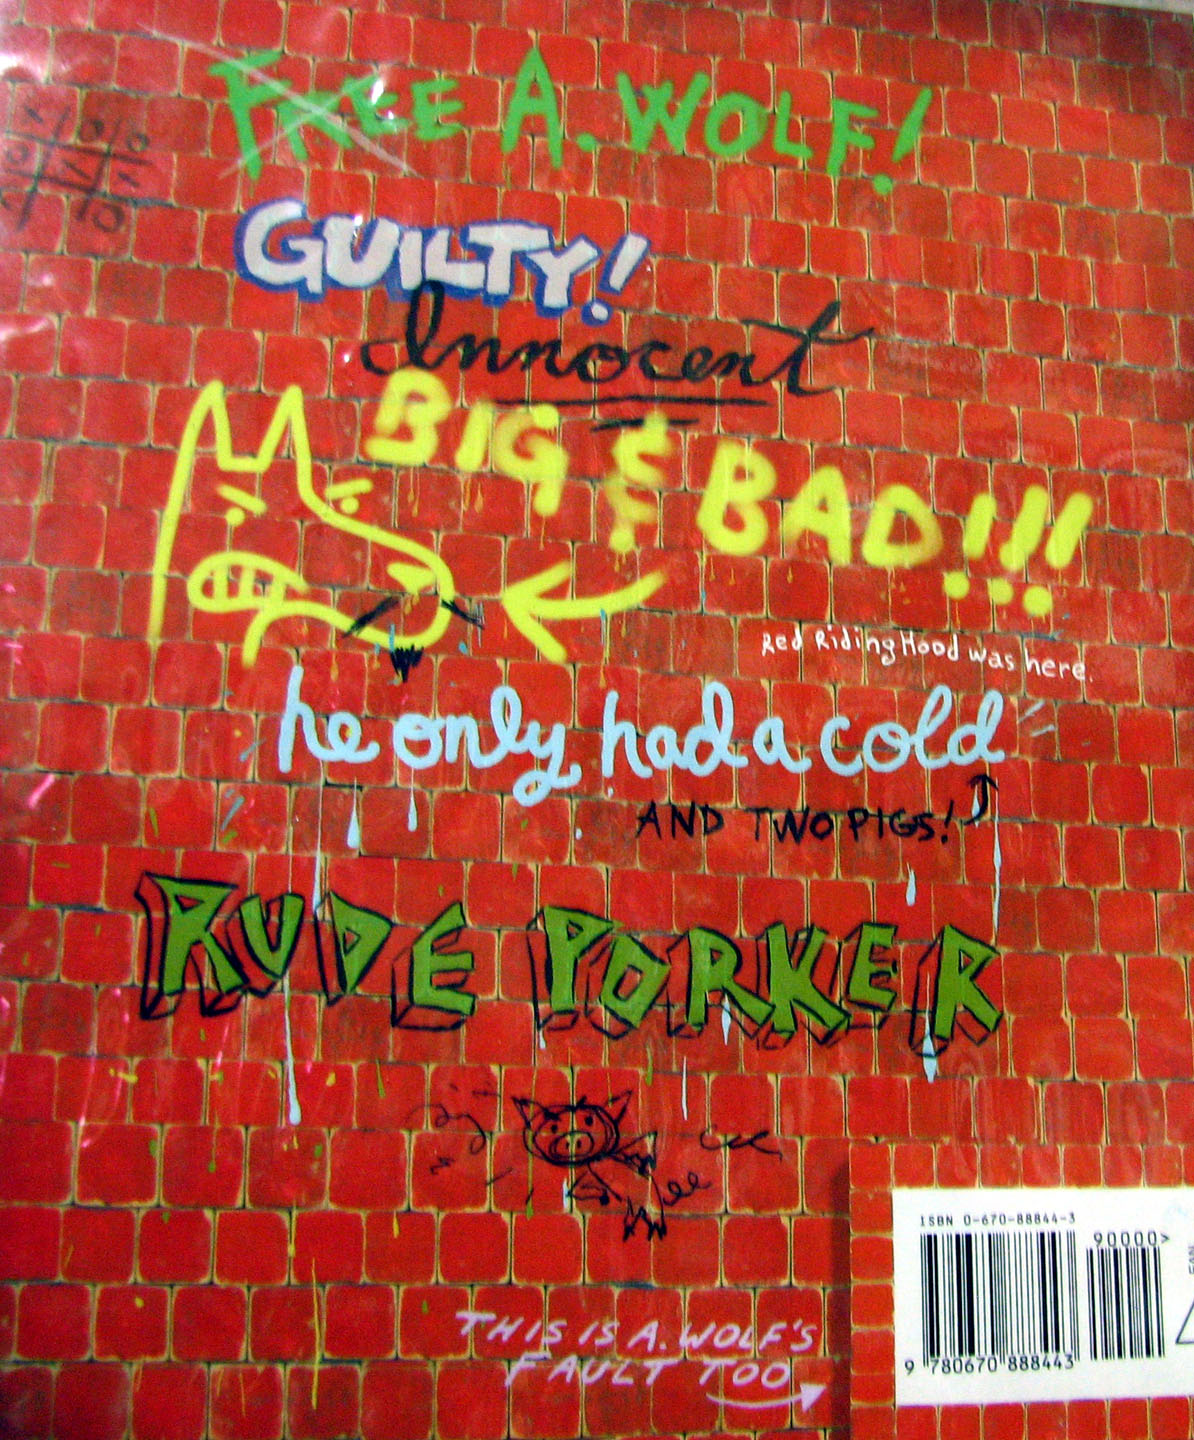 FREE A. WOLF!
GUILTY!
Innocent
BIG & BAD!!!
Red Riding Hood was here.
he only had a cold
AND TWO PIGS!
RUDE PORKER
THIS IS A. WOLF'S
FAULT TOO
ISBN 0-670-88844-3
90000>
EAN
9 780670 888443